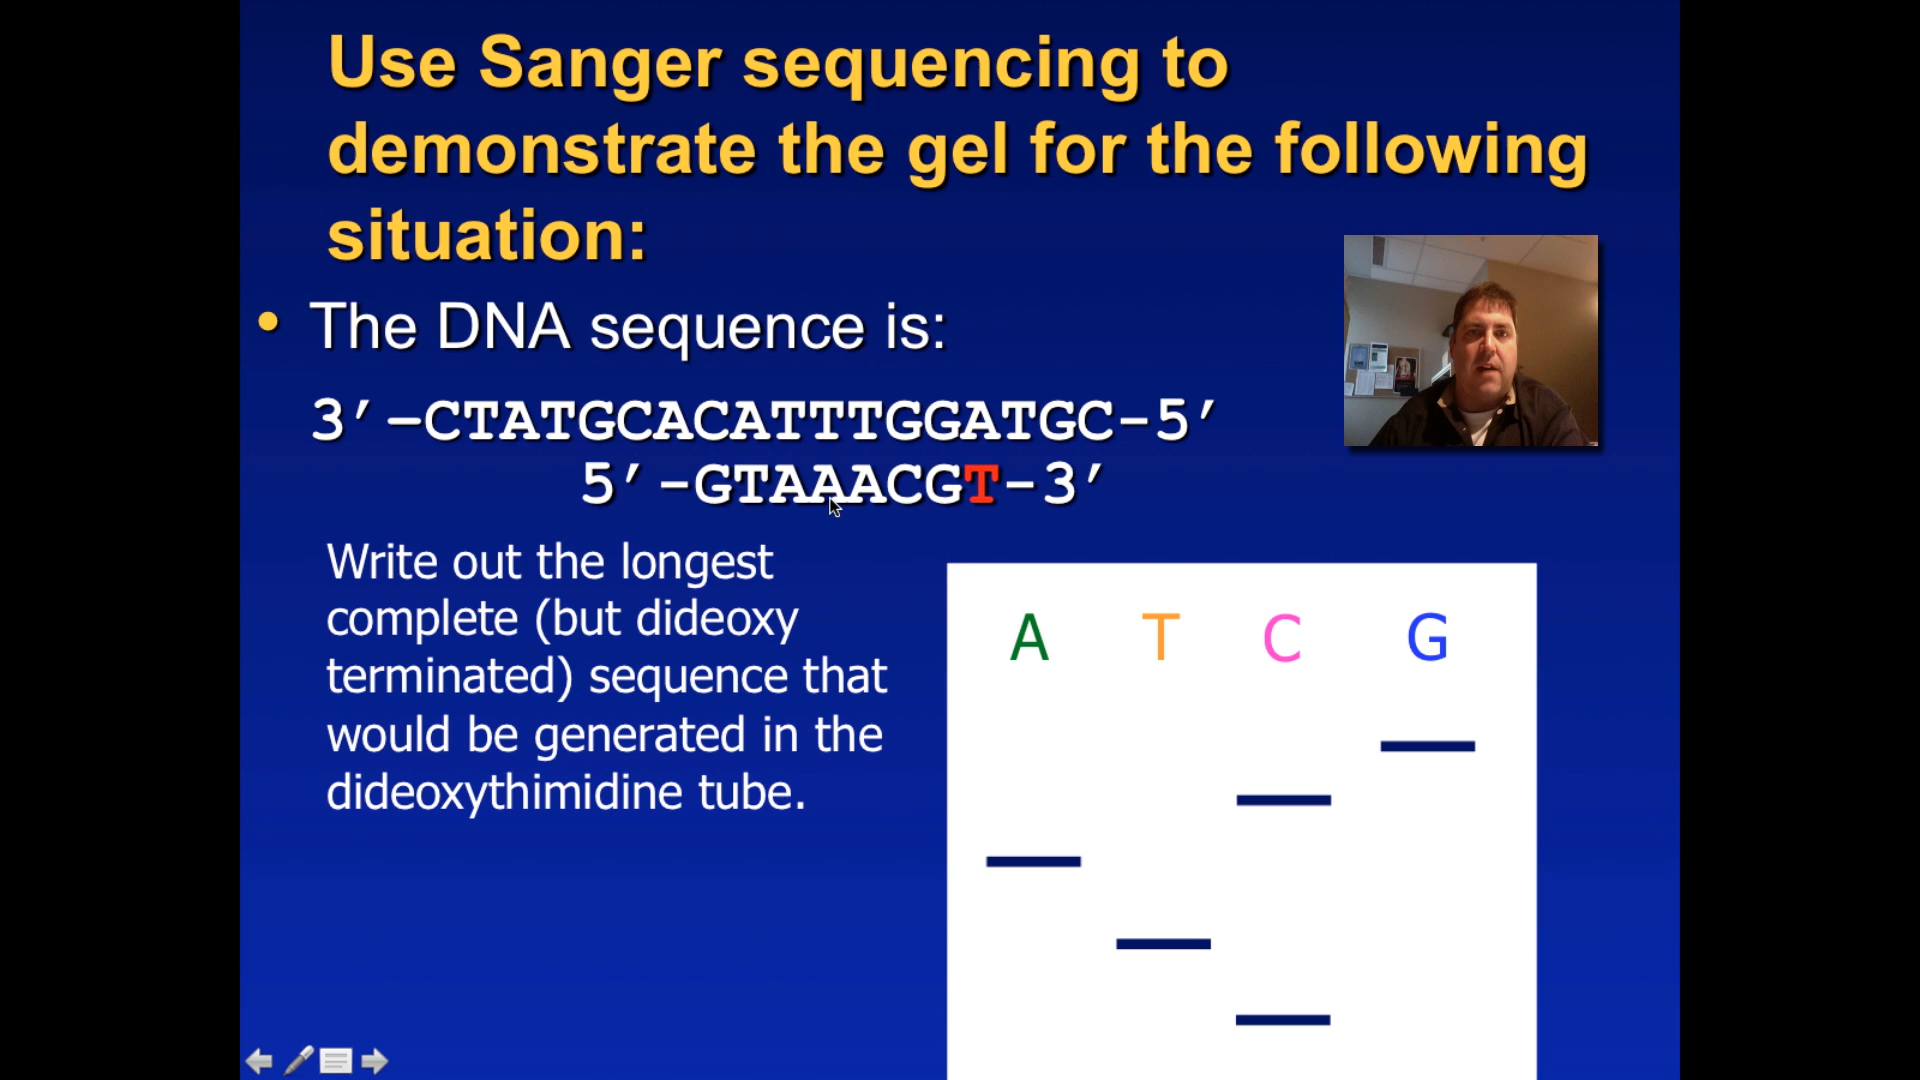 Use Sanger sequencing to
demonstrate the gel for the following
situation:
• The DNA sequence is:
3’–CTATGCACATTTGGATGC-5’
5’-GTAAACGT-3’
Write out the longest
complete (but dideoxy
terminated) sequence that
would be generated in the
dideoxythimidine tube.
A T C G